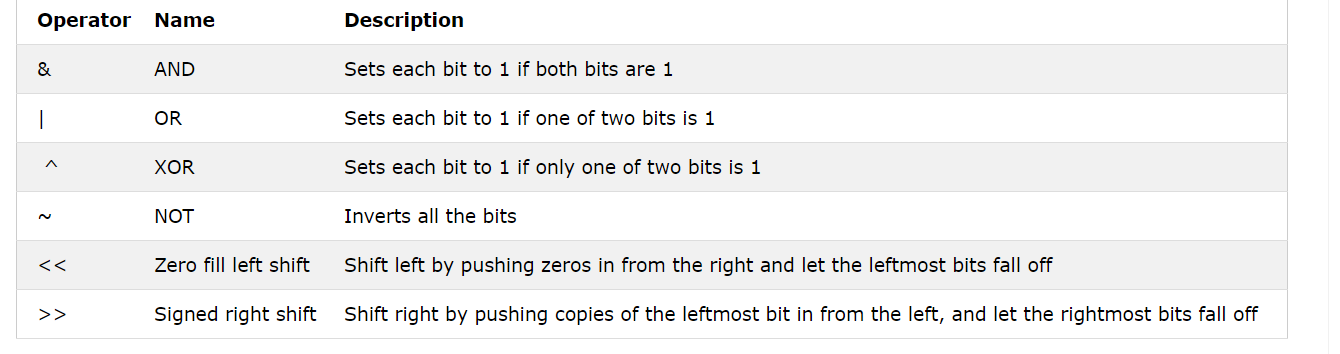 Operator Name Description
& AND Sets each bit to 1 if both bits are 1
| OR Sets each bit to 1 if one of two bits is 1
^ XOR Sets each bit to 1 if only one of two bits is 1
~ NOT Inverts all the bits
<< Zero fill left shift Shift left by pushing zeros in from the right and let the leftmost bits fall off
>> Signed right shift Shift right by pushing copies of the leftmost bit in from the left, and let the rightmost bits fall off